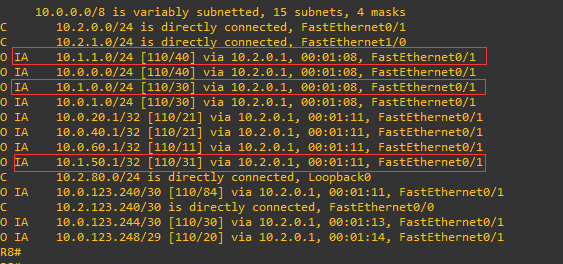 10.0.0.0/8 is variably subnetted, 15 subnets, 4 masks
C 10.2.0.0/24 is directly connected, FastEthernet0/1
C 10.2.1.0/24 is directly connected, FastEthernet1/0
O IA 10.1.1.0/24 [110/40] via 10.2.0.1, 00:01:08, FastEthernet0/1
O IA 10.0.0.0/24 [110/40] via 10.2.0.1, 00:01:08, FastEthernet0/1
O IA 10.1.0.0/24 [110/30] via 10.2.0.1, 00:01:08, FastEthernet0/1
O IA 10.0.1.0/24 [110/30] via 10.2.0.1, 00:01:08, FastEthernet0/1
O IA 10.0.20.1/32 [110/21] via 10.2.0.1, 00:01:11, FastEthernet0/1
O IA 10.0.40.1/32 [110/21] via 10.2.0.1, 00:01:11, FastEthernet0/1
O IA 10.0.60.1/32 [110/11] via 10.2.0.1, 00:01:11, FastEthernet0/1
O IA 10.1.50.1/32 [110/31] via 10.2.0.1, 00:01:11, FastEthernet0/1
C 10.2.80.0/24 is directly connected, Loopback0
O IA 10.0.123.240/30 [110/84] via 10.2.0.1, 00:01:11, FastEthernet0/1
C 10.2.123.240/30 is directly connected, FastEthernet0/0
O IA 10.0.123.244/30 [110/30] via 10.2.0.1, 00:01:13, FastEthernet0/1
O IA 10.0.123.248/29 [110/20] via 10.2.0.1, 00:01:14, FastEthernet0/1
R8#